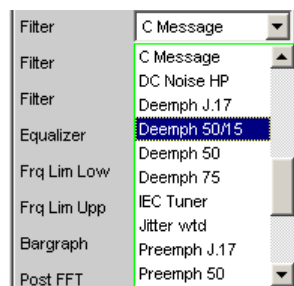 Filter C Message
Filter C Message
DC Noise HP
Filter Deemph J.17
Equalizer Deemph 50/15
Deemph 50
Frq Lim Low Deemph 75
Frq Lim Upp IEC Tuner
Jitter wtd
Bargraph Preemph J.17
Post FFT Preemph 50